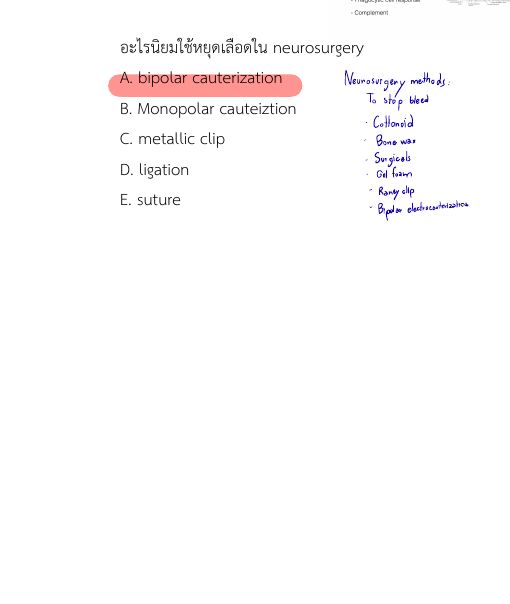 - Phagocytic cell response
- Complement
อะไรนิยมใช้หยุดเลือดใน neurosurgery
A. bipolar cauterization
B. Monopolar cauteiztion
C. metallic clip
D. ligation
E. suture
Neurosurgery methods:
To stop bleed
- Cottonoid
- Bone wax
- Surgicels
- Gel foam
- Raney clip
- Bipolar electrocauterization